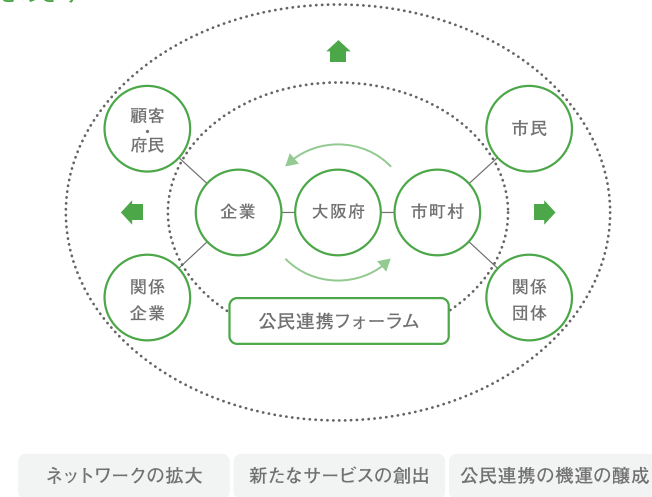 顧客
・
府民
市民
企業
大阪府
市町村
関係
企業
関係
団体
公民連携フォーラム
ネットワークの拡大
新たなサービスの創出
公民連携の機運の醸成